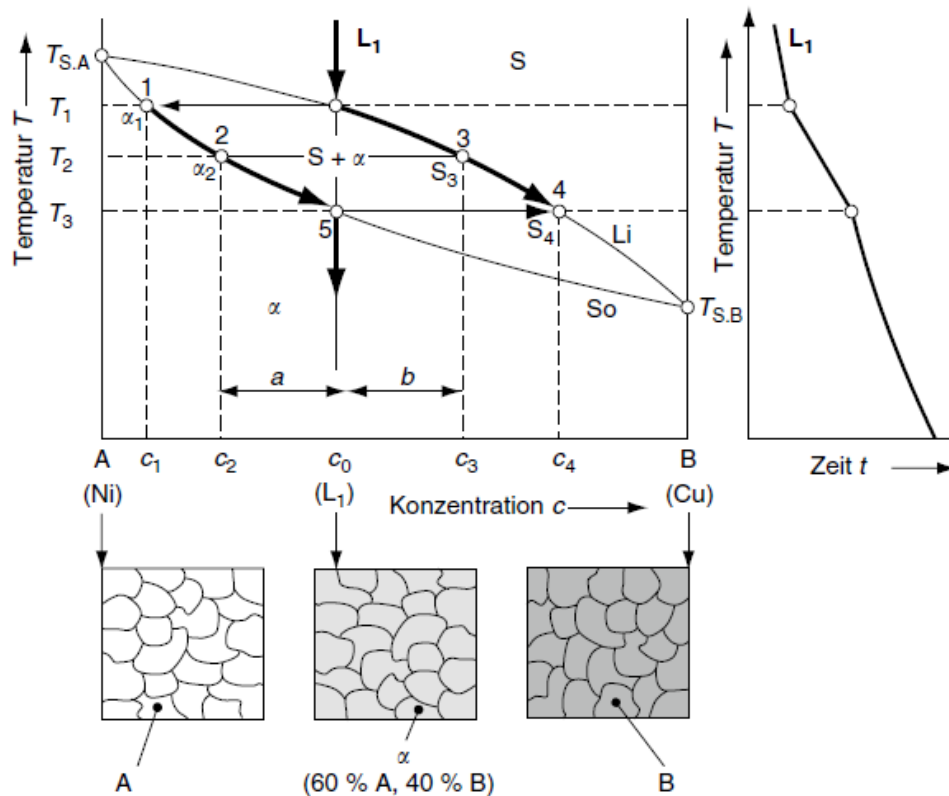 L₁
S
T_S.A
1
T₁
α₁
2
3
T₂
α₂
S + α
S₃
4
T₃
5
S₄
Li
So
T_S.B
α
a
b
Temperatur T
A
c₁
c₂
c₀
c₃
c₄
B
(Ni)
(L₁)
Konzentration c
(Cu)
L₁
Temperatur T
Zeit t
A
α
(60 % A, 40 % B)
B